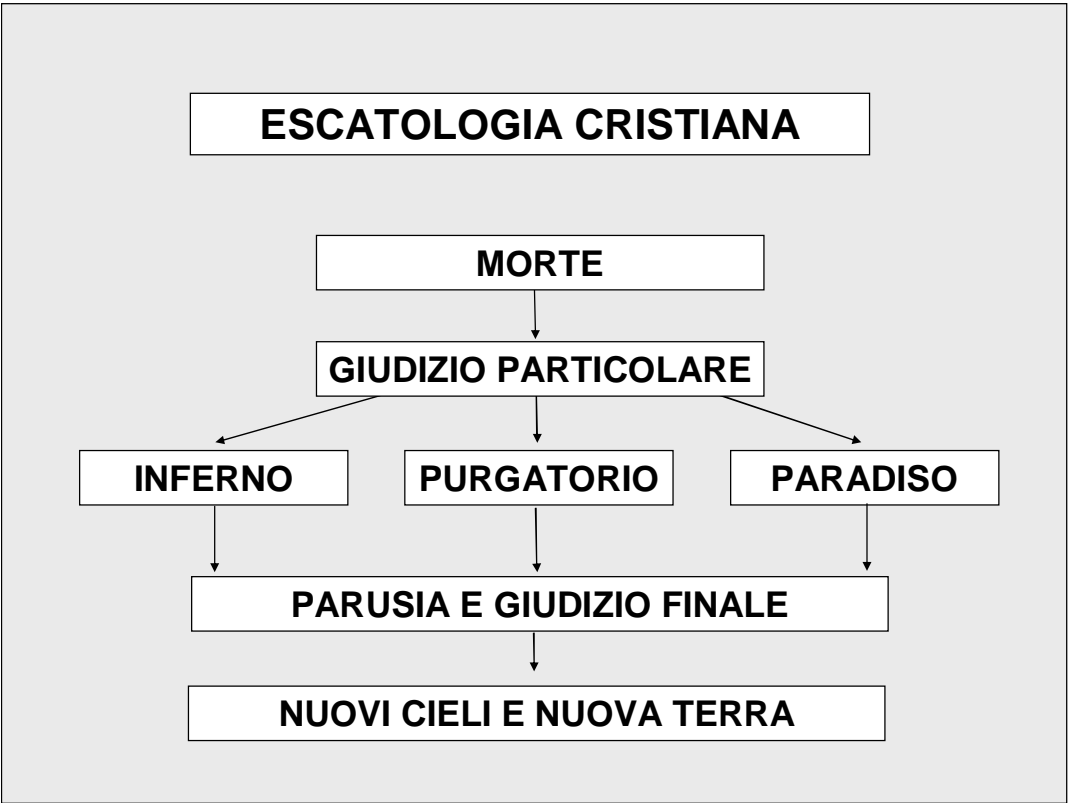 ESCATOLOGIA CRISTIANA
MORTE
GIUDIZIO PARTICOLARE
INFERNO
PURGATORIO
PARADISO
PARUSIA E GIUDIZIO FINALE
NUOVI CIELI E NUOVA TERRA